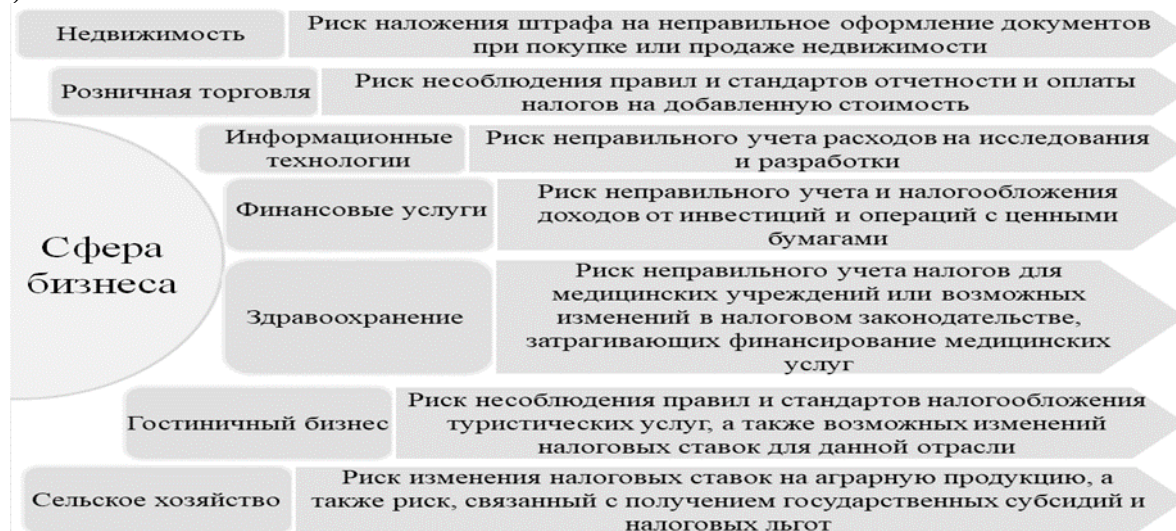 Недвижимость
Риск наложения штрафа на неправильное оформление документов
при покупке или продаже недвижимости
Розничная торговля
Риск несоблюдения правил и стандартов отчетности и оплаты
налогов на добавленную стоимость
Информационные
технологии
Риск неправильного учета расходов на исследования
и разработки
Финансовые услуги
Риск неправильного учета и налогообложения
доходов от инвестиций и операций с ценными
бумагами
Сфера
бизнеса
Здравоохранение
Риск неправильного учета налогов для
медицинских учреждений или возможных
изменений в налоговом законодательстве,
затрагивающих финансирование медицинских
услуг
Гостиничный бизнес
Риск несоблюдения правил и стандартов налогообложения
туристических услуг, а также возможных изменений
налоговых ставок для данной отрасли
Сельское хозяйство
Риск изменения налоговых ставок на аграрную продукцию, а
также риск, связанный с получением государственных субсидий и
налоговых льгот